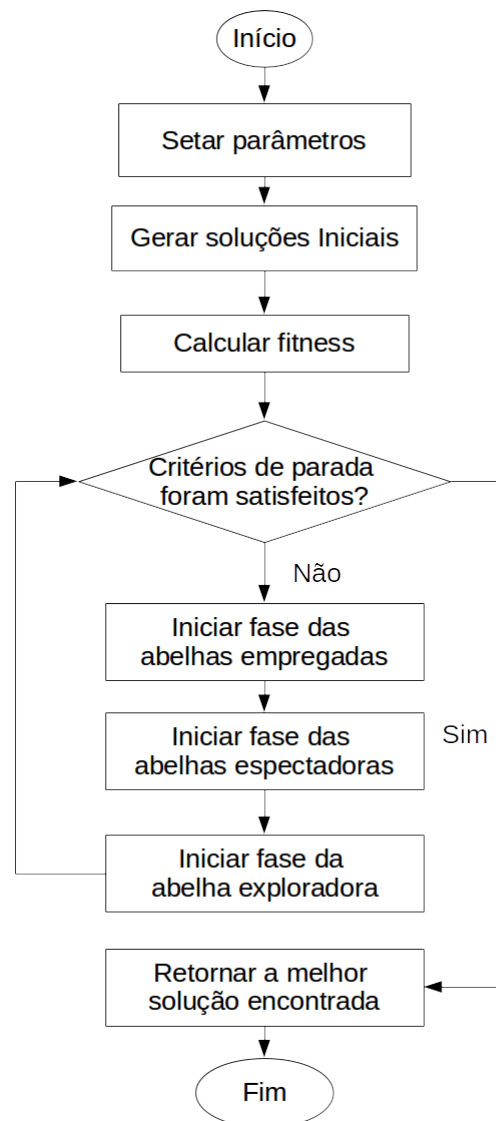 Início
Setar parâmetros
Gerar soluções Iniciais
Calcular fitness
Critérios de parada
foram satisfeitos?
Não
Iniciar fase das
abelhas empregadas
Iniciar fase das
abelhas espectadoras
Sim
Iniciar fase da
abelha exploradora
Retornar a melhor
solução encontrada
Fim